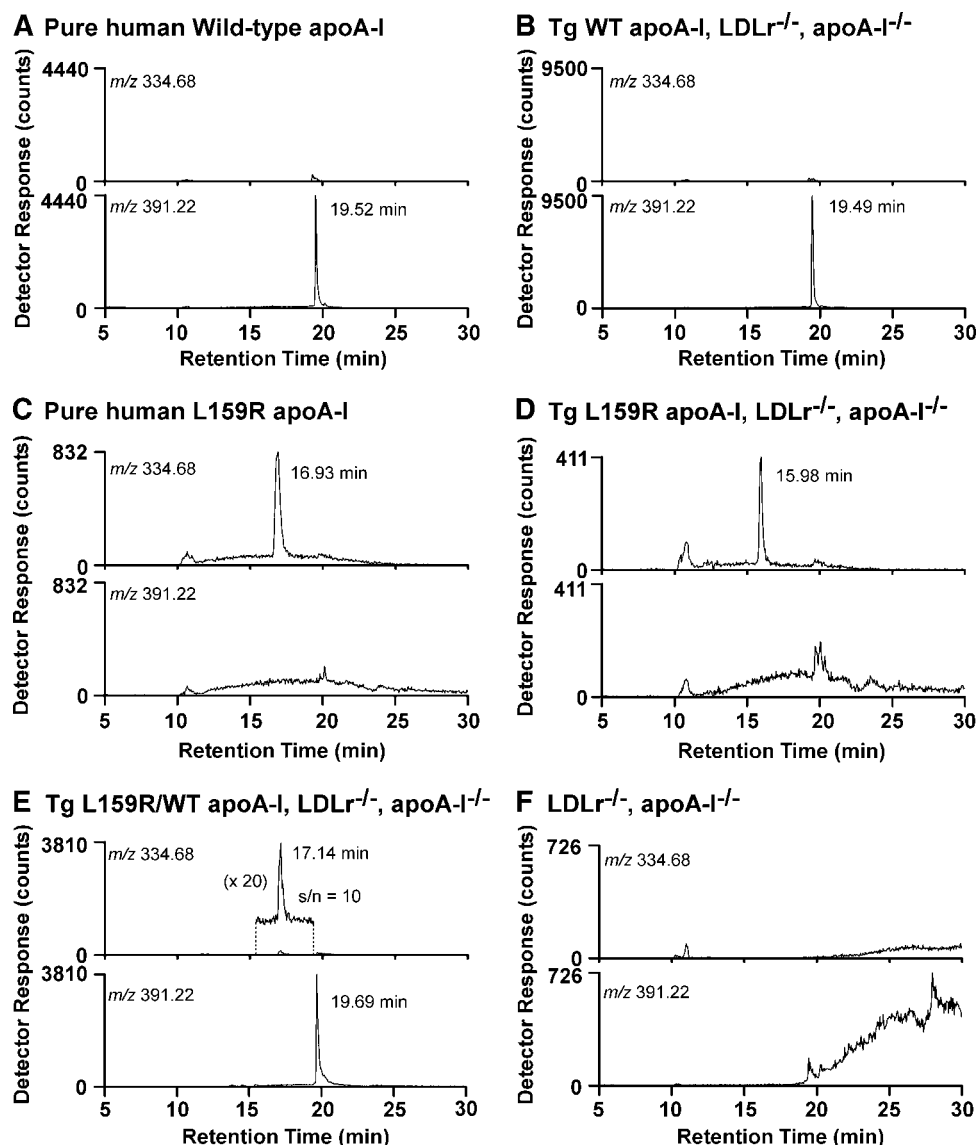 A Pure human Wild-type apoA-I
Detector Response (counts)
4440
m/z 334.68
0
4440
m/z 391.22
19.52 min
0
5 10 15 20 25 30
Retention Time (min)
B Tg WT apoA-I, LDLr-/-, apoA-I-/-
Detector Response (counts)
9500
m/z 334.68
0
9500
m/z 391.22
19.49 min
0
5 10 15 20 25 30
Retention Time (min)
C Pure human L159R apoA-I
Detector Response (counts)
832
m/z 334.68
16.93 min
0
832
m/z 391.22
0
5 10 15 20 25 30
Retention Time (min)
D Tg L159R apoA-I, LDLr-/-, apoA-I-/-
Detector Response (counts)
411
m/z 334.68
15.98 min
0
411
m/z 391.22
0
5 10 15 20 25 30
Retention Time (min)
E Tg L159R/WT apoA-I, LDLr-/-, apoA-I-/-
Detector Response (counts)
3810
m/z 334.68
17.14 min
(x 20)
s/n = 10
0
3810
m/z 391.22
19.69 min
0
5 10 15 20 25 30
Retention Time (min)
F LDLr-/-, apoA-I-/-
Detector Response (counts)
726
m/z 334.68
0
726
m/z 391.22
0
5 10 15 20 25 30
Retention Time (min)